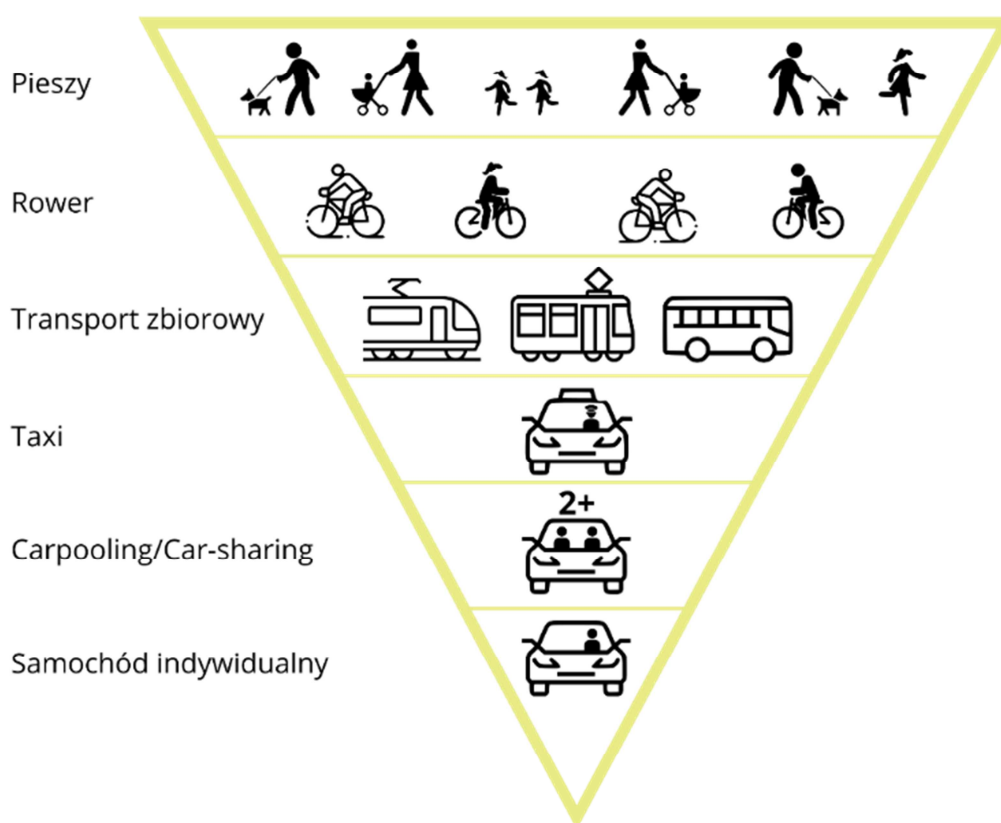 Pieszy
Rower
Transport zbiorowy
Taxi
2+
Carpooling/Car-sharing
Samochód indywidualny